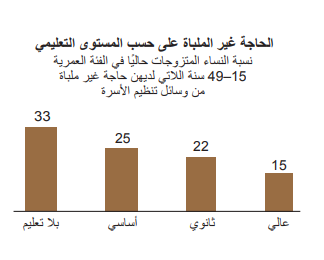 الحاجة غير الملباة على حسب المستوى التعليمي
نسبة النساء المتزوجات حاليًا في الفئة العمرية
15–49 سنة اللاتي لديهن حاجة غير ملباة
من وسائل تنظيم الأسرة
33
25
22
15
بلا تعليم
أساسي
ثانوي
عالي